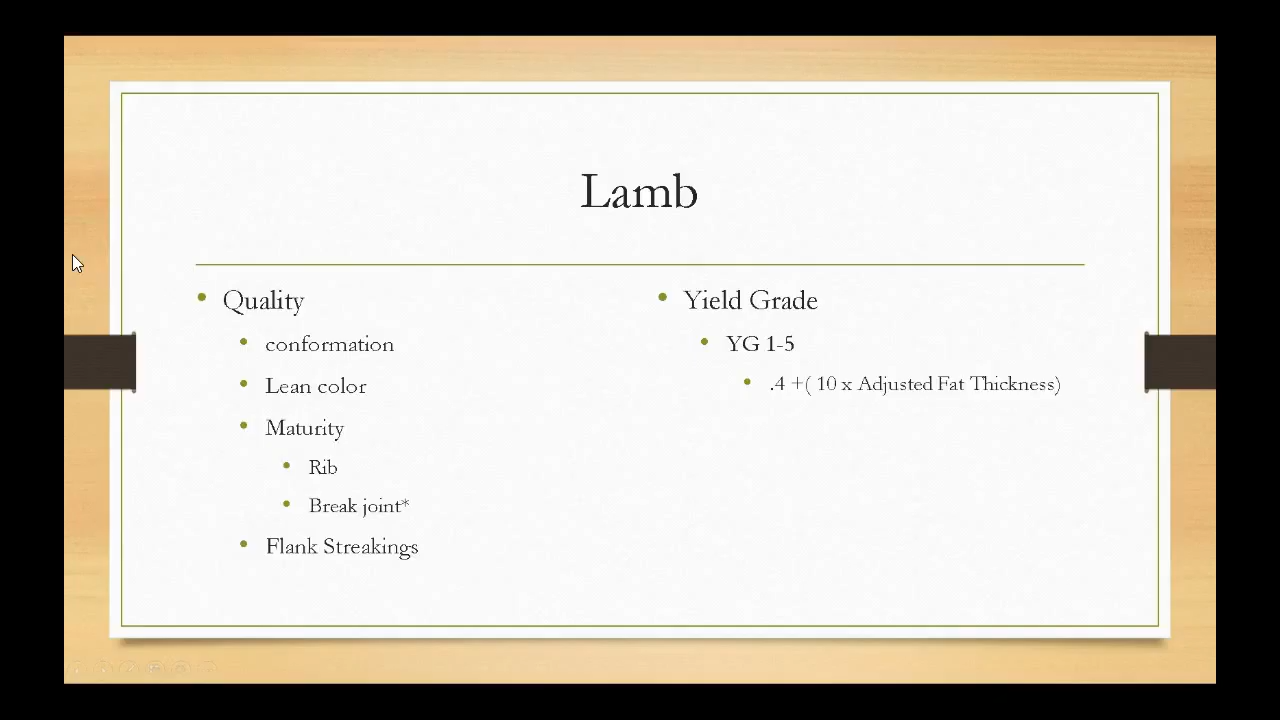 Lamb
Quality
conformation
Lean color
Maturity
Rib
Break joint*
Flank Streakings
Yield Grade
YG 1-5
.4 +( 10 x Adjusted Fat Thickness)